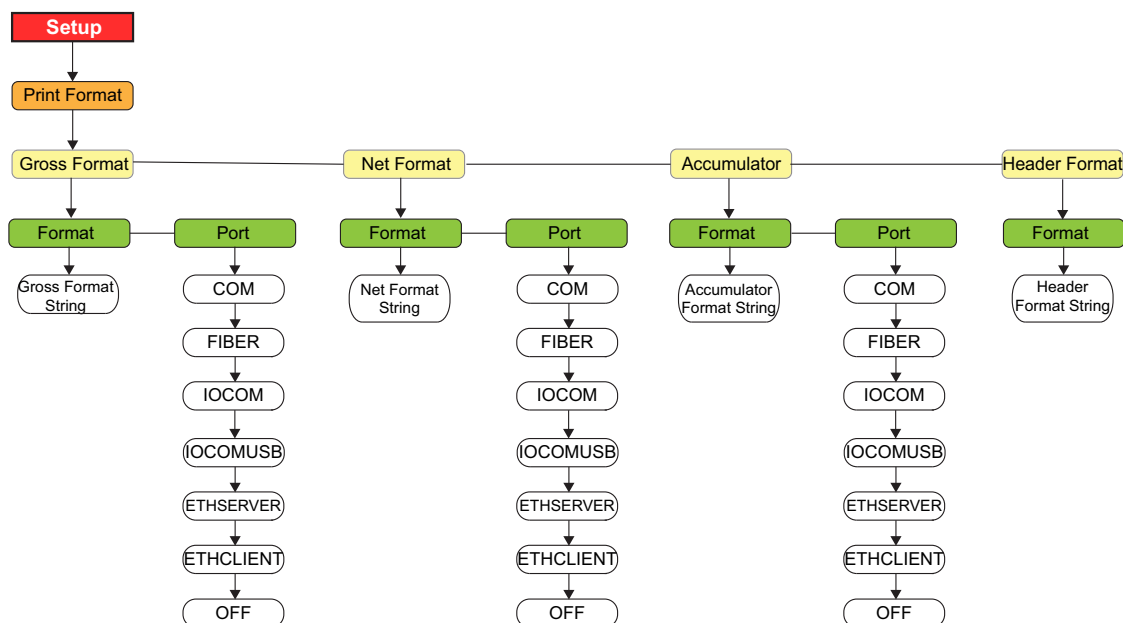 Setup
Print Format
Gross Format
Net Format
Accumulator
Header Format
Format
Port
Format
Port
Format
Port
Format
Gross Format
String
Net Format
String
Accumulator
Format String
Header
Format String
COM
COM
COM
FIBER
FIBER
FIBER
IOCOM
IOCOM
IOCOM
IOCOMUSB
IOCOMUSB
IOCOMUSB
ETHSERVER
ETHSERVER
ETHSERVER
ETHCLIENT
ETHCLIENT
ETHCLIENT
OFF
OFF
OFF